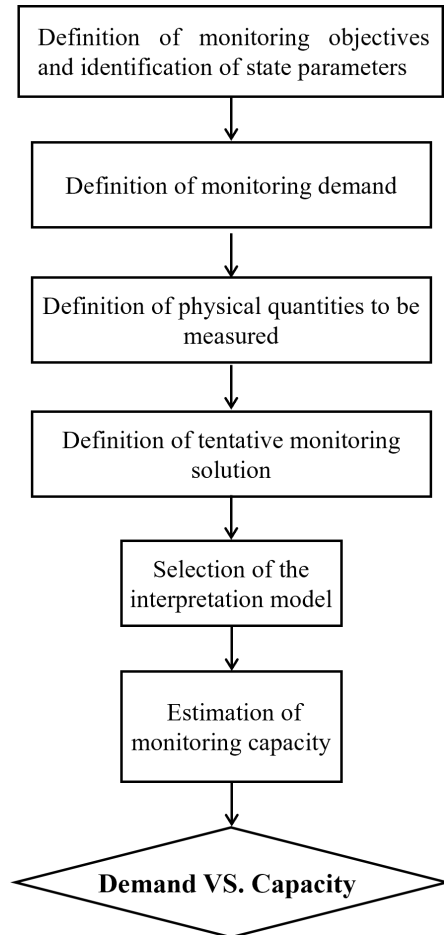 Definition of monitoring objectives
and identification of state parameters
Definition of monitoring demand
Definition of physical quantities to be
measured
Definition of tentative monitoring
solution
Selection of the
interpretation model
Estimation of
monitoring capacity
Demand VS. Capacity